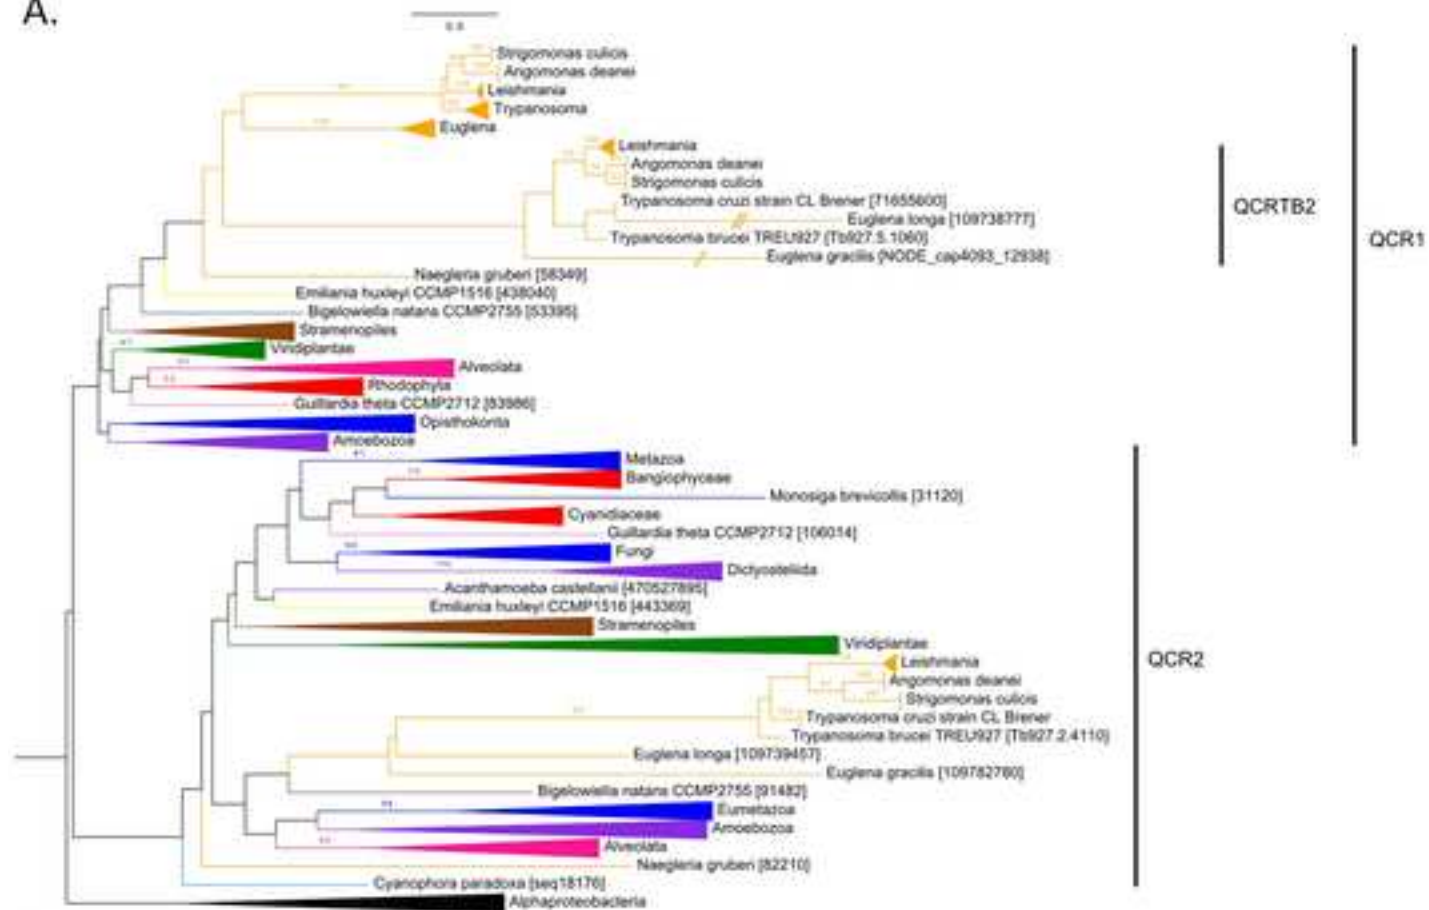 A.
Strigomonas culicis
Angomonas deanei
Leishmania
Trypanosoma
Euglena
Leishmania
Angomonas deanei
Strigomonas culicis
Trypanosoma cruzi strain CL Brener [71655600]
Euglena longa [109738777]
QCRTB2
Trypanosoma brucei TREU927 [Tb927.5.1060]
QCR1
Euglena gracilis [NODE_cap4093_12938]
Naegleria gruberi [58349]
Emiliania huxleyi CCMP1516 [438040]
Bigelowiella natans CCMP2755 [53395]
Stramenopiles
Viridiplantae
Alveolata
Rhodophyta
Guillardia theta CCMP2712 [83986]
Opisthokonta
Amoebozoa
Metazoa
Bangiophyceae
Monosiga brevicollis [31120]
Cyanidiaceae
Guillardia theta CCMP2712 [106014]
Fungi
Dictyosteliida
Acanthamoeba castellanii [470527895]
Emiliania huxleyi CCMP1516 [443369]
Stramenopiles
Viridiplantae
QCR2
Leishmania
Angomonas deanei
Strigomonas culicis
Trypanosoma cruzi strain CL Brener
Trypanosoma brucei TREU927 [Tb927.2.4110]
Euglena longa [109739457]
Euglena gracilis [109782760]
Bigelowiella natans CCMP2755 [91482]
Eumetazoa
Amoebozoa
Alveolata
Naegleria gruberi [82210]
Cyanophora paradoxa [seq18176]
Alphaproteobacteria